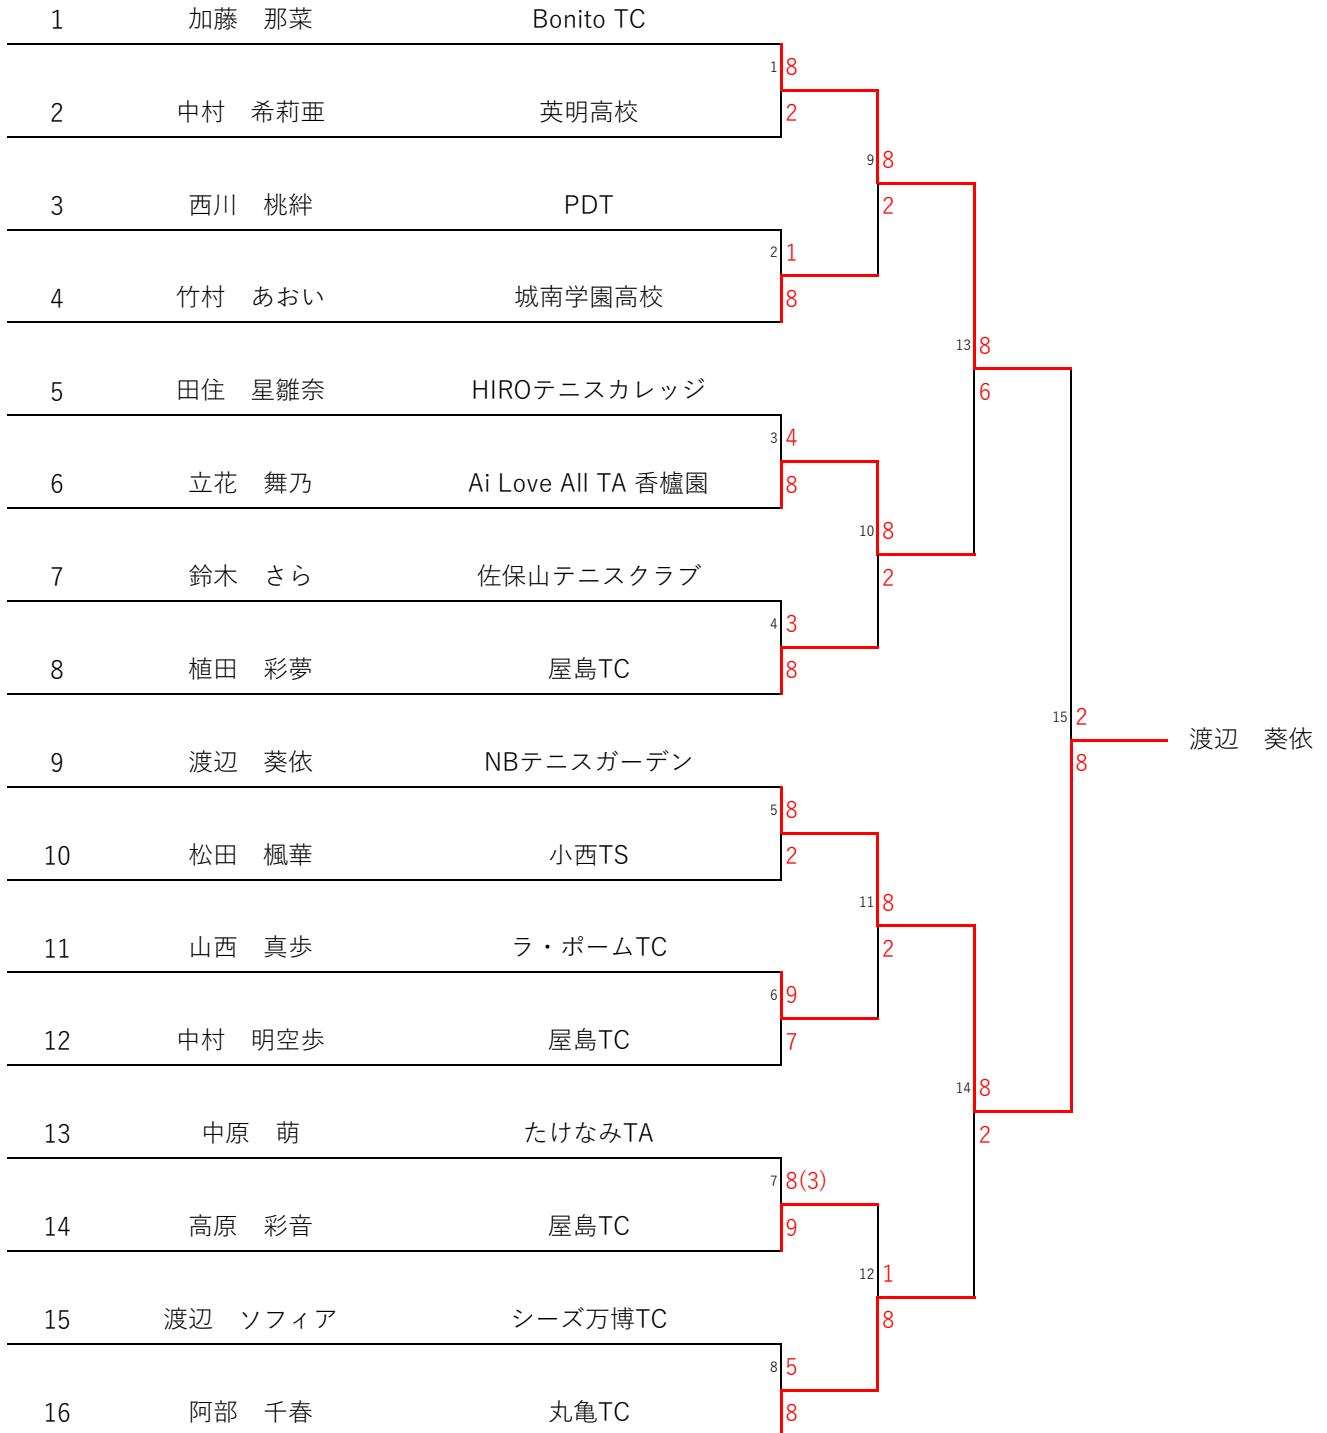 1 加藤　那菜 Bonito TC
1 8
2 中村　希莉亜 英明高校 2
9 8
3 西川　桃絆 PDT 2
2 1
4 竹村　あおい 城南学園高校 8
13 8
5 田住　星雛奈 HIROテニスカレッジ 6
3 4
6 立花　舞乃 Ai Love All TA 香櫨園 8
10 8
7 鈴木　さら 佐保山テニスクラブ 2
4 3
8 植田　彩夢 屋島TC 8
15 2
渡辺　葵依
9 渡辺　葵依 NBテニスガーデン 8
5 8
10 松田　楓華 小西TS 2
11 8
11 山西　真歩 ラ・ポームTC 2
6 9
12 中村　明空歩 屋島TC 7
14 8
13 中原　萌 たけなみTA 2
7 8(3)
14 高原　彩音 屋島TC 9
12 1
15 渡辺　ソフィア シーズ万博TC 8
8 5
16 阿部　千春 丸亀TC 8